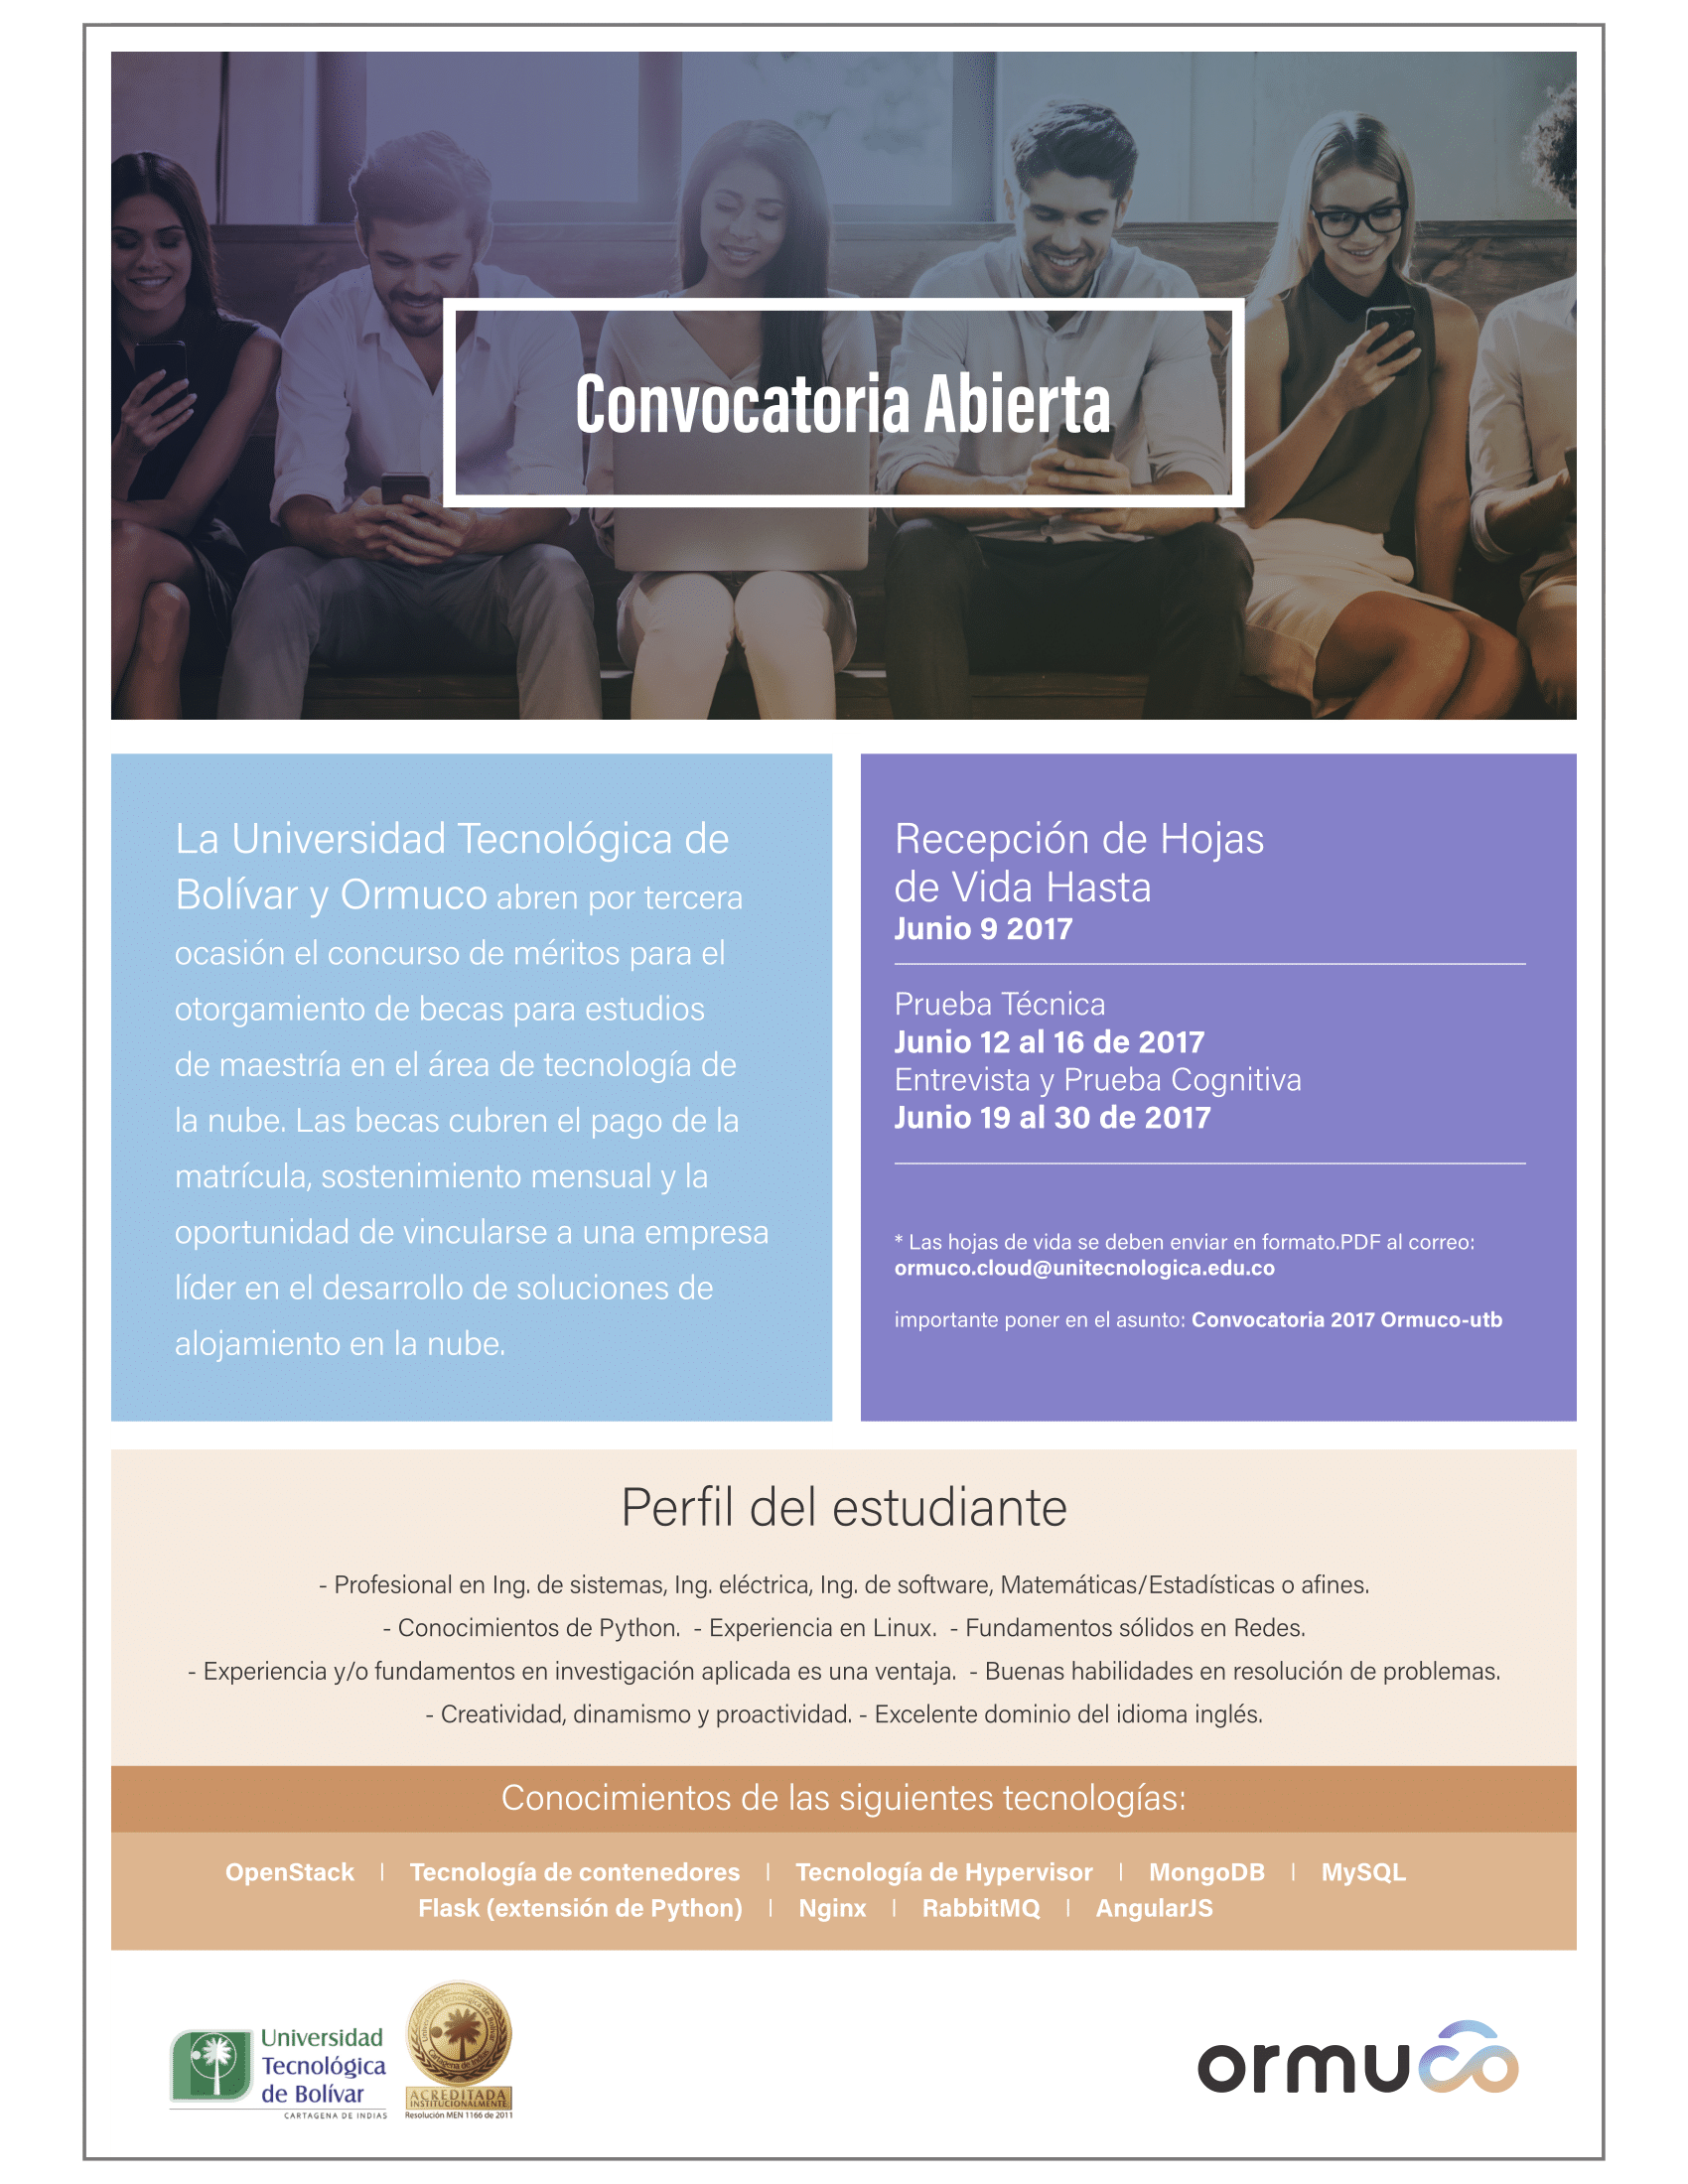 Convocatoria Abierta
La Universidad Tecnológica de
Bolívar y Ormuco abren por tercera
ocasión el concurso de méritos para el
otorgamiento de becas para estudios
de maestría en el área de tecnología de
la nube. Las becas cubren el pago de la
matrícula, sostenimiento mensual y la
oportunidad de vincularse a una empresa
líder en el desarrollo de soluciones de
alojamiento en la nube.
Recepción de Hojas
de Vida Hasta
Junio 9 2017
Prueba Técnica
Junio 12 al 16 de 2017
Entrevista y Prueba Cognitiva
Junio 19 al 30 de 2017
* Las hojas de vida se deben enviar en formato.PDF al correo:
ormuco.cloud@unitecnologica.edu.co
importante poner en el asunto: Convocatoria 2017 Ormuco-utb
Perfil del estudiante
- Profesional en Ing. de sistemas, Ing. eléctrica, Ing. de software, Matemáticas/Estadísticas o afines.
- Conocimientos de Python. - Experiencia en Linux. - Fundamentos sólidos en Redes.
- Experiencia y/o fundamentos en investigación aplicada es una ventaja. - Buenas habilidades en resolución de problemas.
- Creatividad, dinamismo y proactividad. - Excelente dominio del idioma inglés.
Conocimientos de las siguientes tecnologías:
OpenStack | Tecnología de contenedores | Tecnología de Hypervisor | MongoDB | MySQL
Flask (extensión de Python) | Nginx | RabbitMQ | AngularJS
Universidad
Tecnológica
de Bolívar
CARTAGENA DE INDIAS
Universidad Tecnológica de Bolívar
Cartagena de Indias
ACREDITADA
INSTITUCIONALMENTE
Resolución MEN 1166 de 2011
ormuco